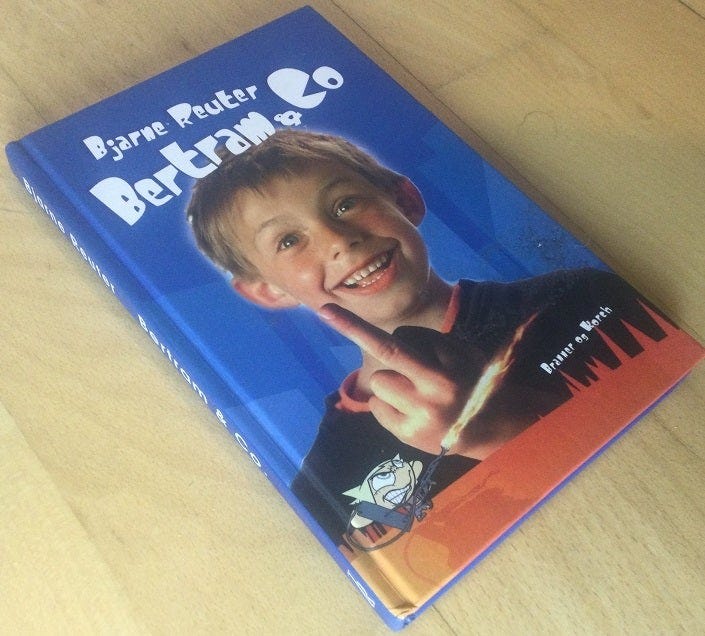 Bjarne Reuter
Bertram & Co
Branner og Korch
Bjarne Reuter Bertram & Co